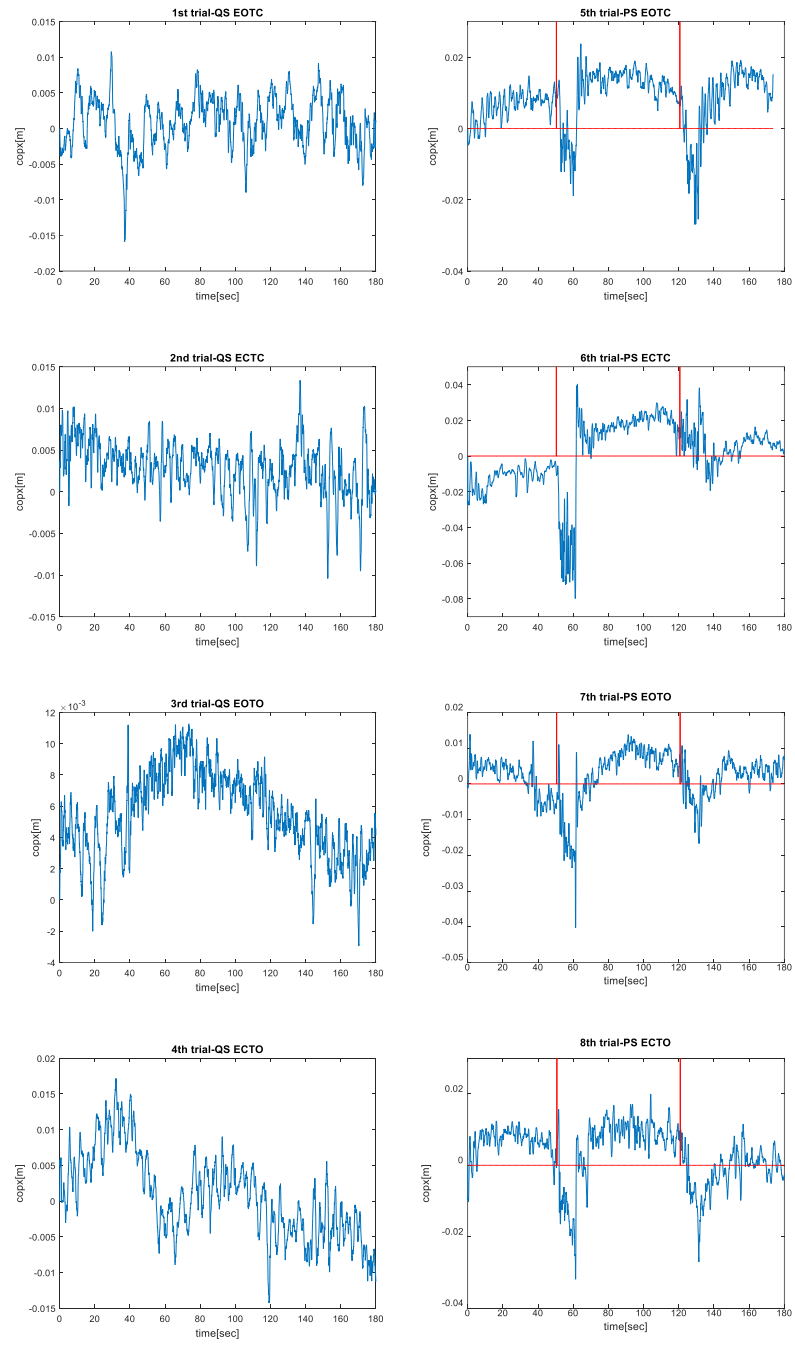 1st trial-QS EOTC
0.015
0.01
0.005
0
-0.005
-0.01
-0.015
-0.02
copx[m]
0 20 40 60 80 100 120 140 160 180
time[sec]
5th trial-PS EOTC
0.02
0
-0.02
-0.04
copx[m]
0 20 40 60 80 100 120 140 160 180
time[sec]
2nd trial-QS ECTC
0.015
0.01
0.005
0
-0.005
-0.01
-0.015
copx[m]
0 20 40 60 80 100 120 140 160 180
time[sec]
6th trial-PS ECTC
0.04
0.02
0
-0.02
-0.04
-0.06
-0.08
copx[m]
0 20 40 60 80 100 120 140 160 180
time[sec]
3rd trial-QS EOTO
×10⁻³
12
10
8
6
4
2
0
-2
-4
copx[m]
0 20 40 60 80 100 120 140 160 180
time[sec]
7th trial-PS EOTO
0.02
0.01
0
-0.01
-0.02
-0.03
-0.04
-0.05
copx[m]
0 20 40 60 80 100 120 140 160 180
time[sec]
4th trial-QS ECTO
0.02
0.015
0.01
0.005
0
-0.005
-0.01
-0.015
copx[m]
0 20 40 60 80 100 120 140 160 180
time[sec]
8th trial-PS ECTO
0.02
0
-0.02
-0.04
copx[m]
0 20 40 60 80 100 120 140 160 180
time[sec]